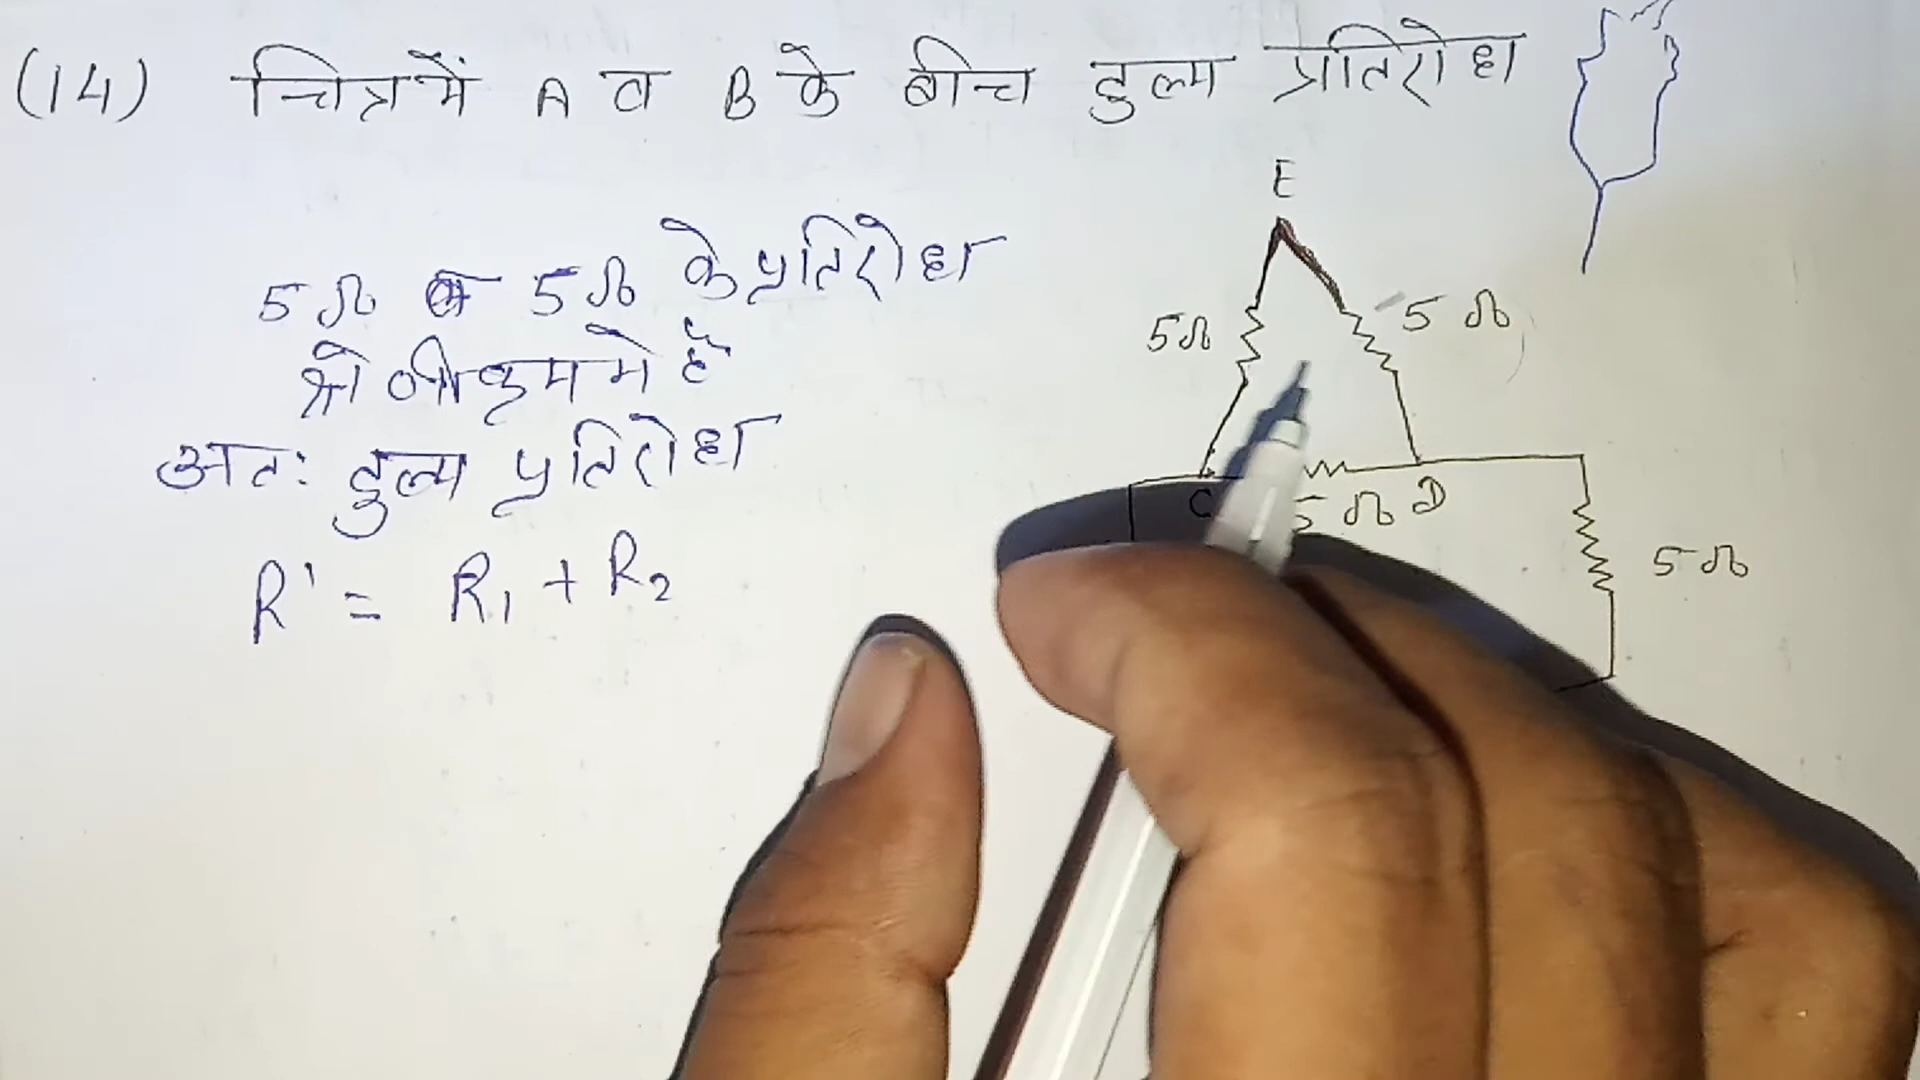 (14) चित्र में A व B के बीच तुल्य प्रतिरोध
E
5Ω व 5Ω के प्रतिरोध
5Ω
5Ω
श्रेणीक्रम मे है
अतः तुल्य प्रतिरोध
C
5Ω D
5Ω
R' = R₁ + R₂